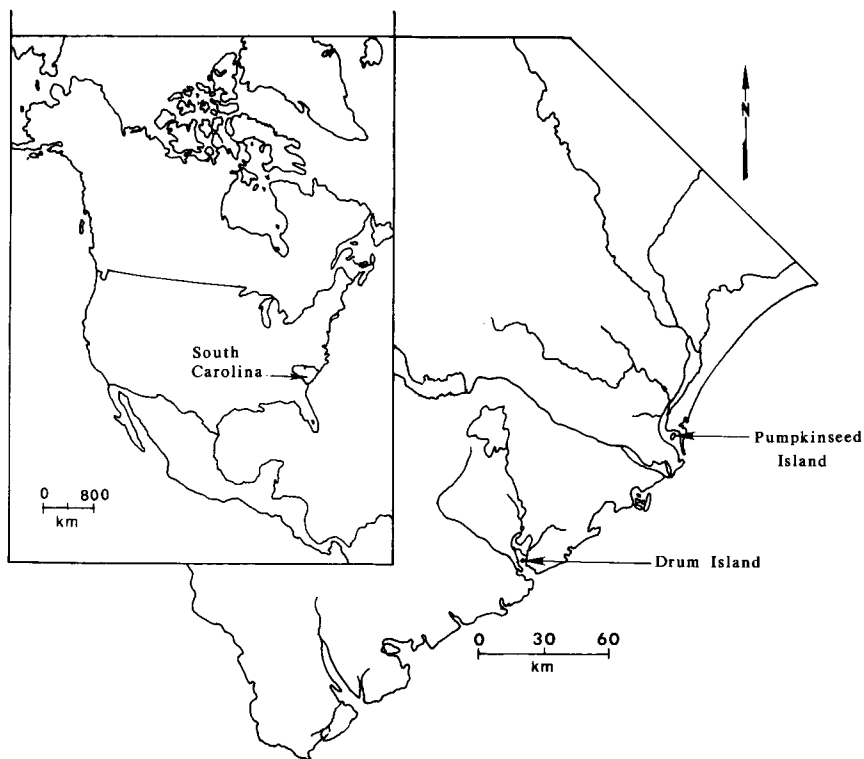 N
South
Carolina
0 800
km
Pumpkinseed
Island
Drum Island
0 30 60
km